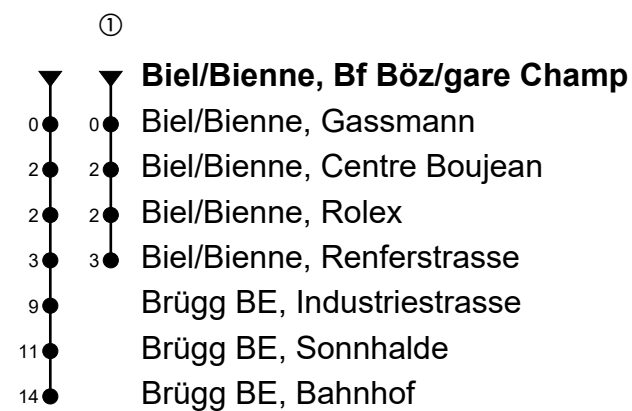 ①
Biel/Bienne, Bf Böz/gare Champ
0 0 Biel/Bienne, Gassmann
2 2 Biel/Bienne, Centre Boujean
2 2 Biel/Bienne, Rolex
3 3 Biel/Bienne, Renferstrasse
9 Brügg BE, Industriestrasse
11 Brügg BE, Sonnhalde
14 Brügg BE, Bahnhof